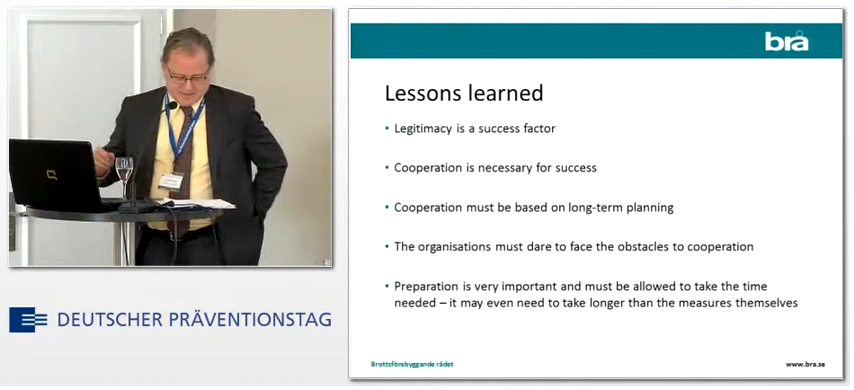 brå
Lessons learned
• Legitimacy is a success factor
• Cooperation is necessary for success
• Cooperation must be based on long-term planning
• The organisations must dare to face the obstacles to cooperation
• Preparation is very important and must be allowed to take the time
needed – it may even need to take longer than the measures themselves
DEUTSCHER PRÄVENTIONSTAG
Brottsförebyggande rådet
www.bra.se